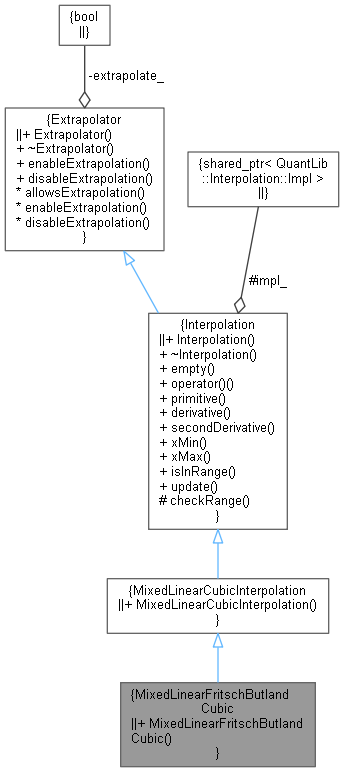 {bool
||}
-extrapolate_
{Extrapolator
||+ Extrapolator()
+ ~Extrapolator()
+ enableExtrapolation()
+ disableExtrapolation()
* allowsExtrapolation()
* enableExtrapolation()
* disableExtrapolation()
}
{shared_ptr< QuantLib
::Interpolation::Impl >
||}
#impl_
{Interpolation
||+ Interpolation()
+ ~Interpolation()
+ empty()
+ operator()()
+ primitive()
+ derivative()
+ secondDerivative()
+ xMin()
+ xMax()
+ isInRange()
+ update()
# checkRange()
}
{MixedLinearCubicInterpolation
||+ MixedLinearCubicInterpolation()
}
{MixedLinearFritschButland
Cubic
||+ MixedLinearFritschButland
Cubic()
}